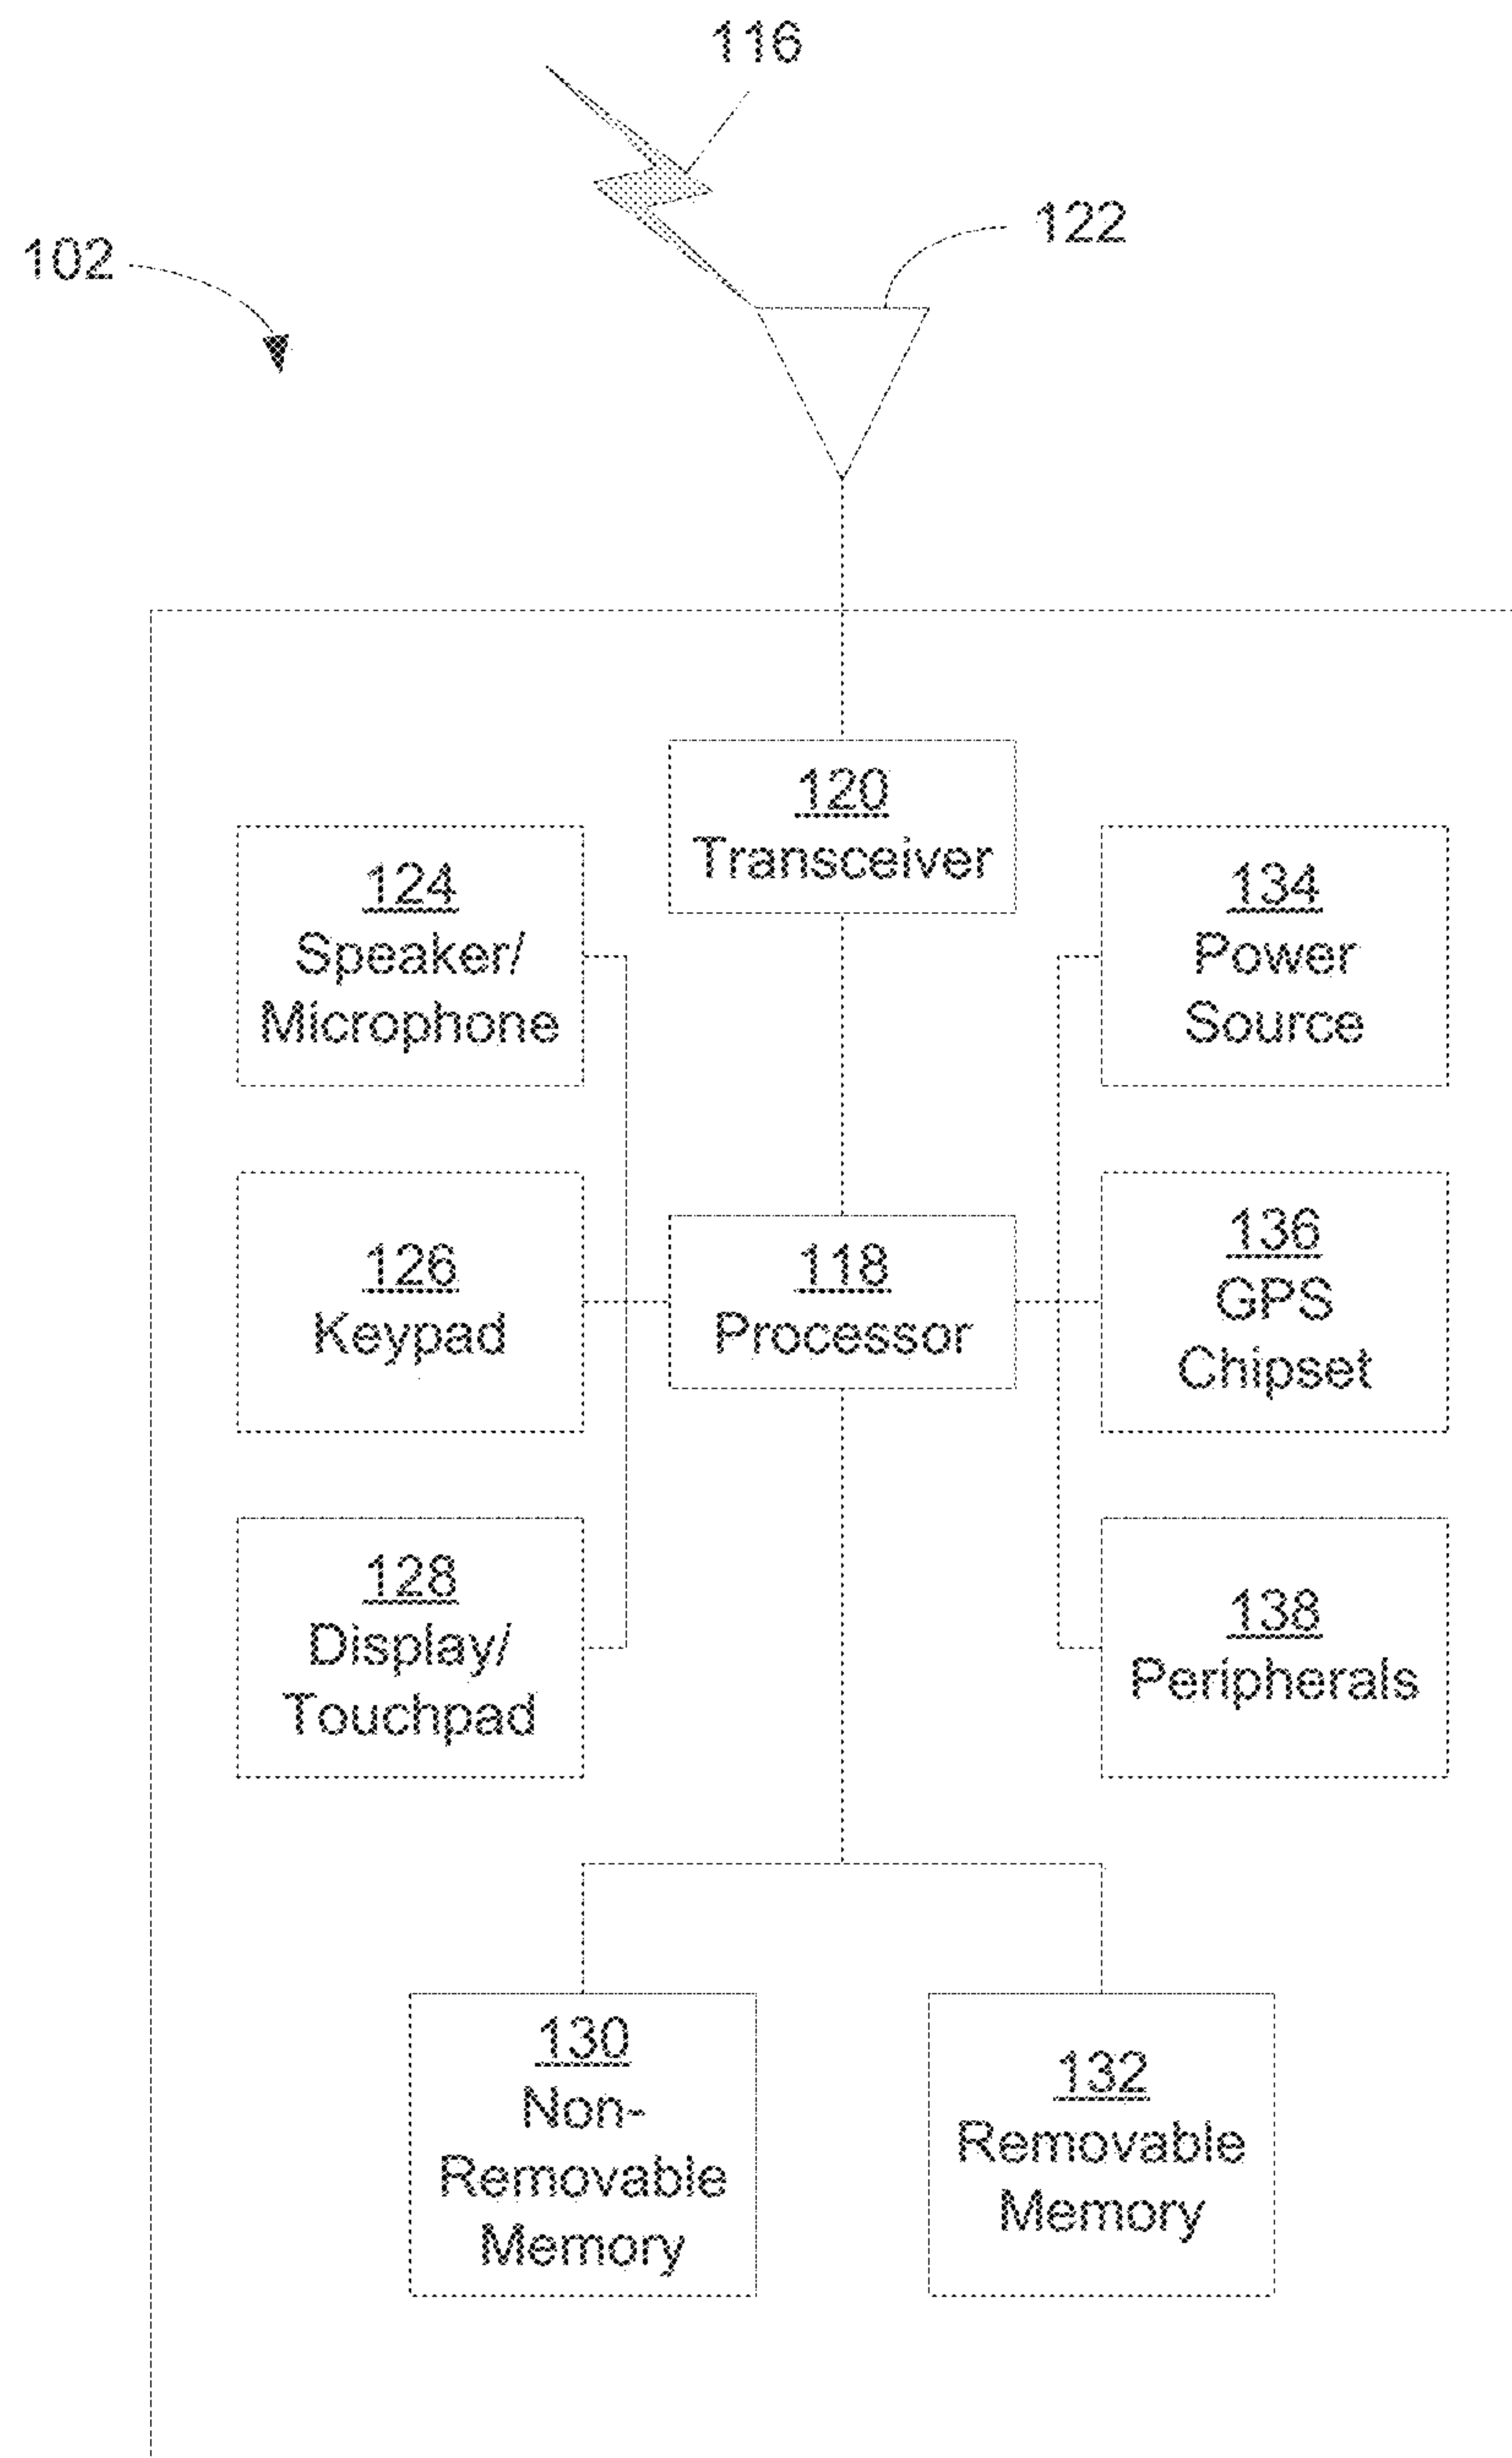 116
122
102
120
Transceiver
124
Speaker/
Microphone
134
Power
Source
126
Keypad
118
Processor
136
GPS
Chipset
128
Display/
Touchpad
138
Peripherals
130
Non-
Removable
Memory
132
Removable
Memory